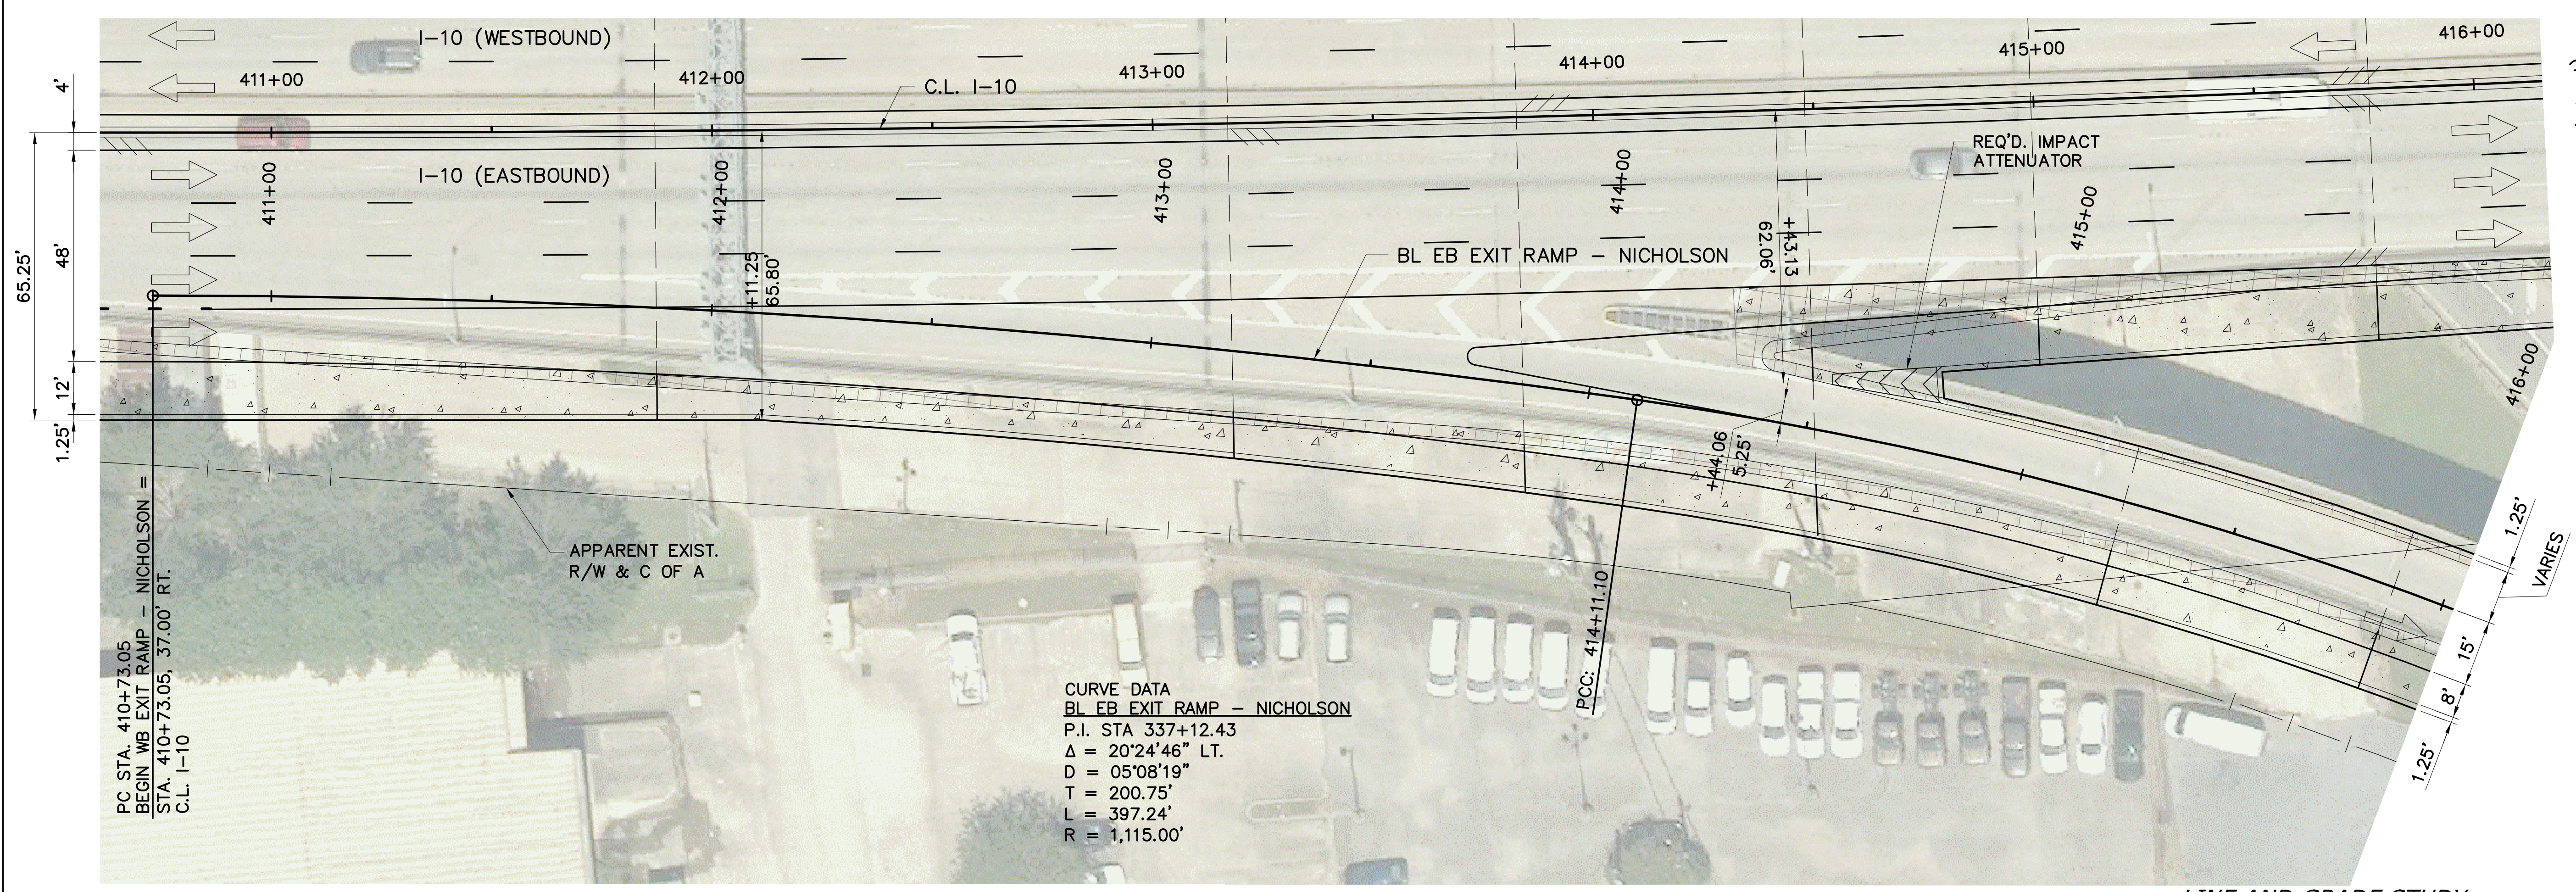 I-10 (WESTBOUND)
411+00
412+00
413+00
414+00
415+00
416+00
C.L. I-10
4'
65.25'
48'
12'
1.25'
I-10 (EASTBOUND)
411+00
412+00
413+00
414+00
415+00
416+00
+11.25
65.80'
BL EB EXIT RAMP – NICHOLSON
+43.13
62.06'
REQ'D. IMPACT
ATTENUATOR
+44.06
5.25'
APPARENT EXIST.
R/W & C OF A
PC STA. 410+73.05
BEGIN WB EXIT RAMP – NICHOLSON =
STA. 410+73.05, 37.00' RT.
C.L. I-10
PCC: 414+11.10
CURVE DATA
BL EB EXIT RAMP – NICHOLSON
P.I. STA 337+12.43
Δ = 20°24'46" LT.
D = 05°08'19"
T = 200.75'
L = 397.24'
R = 1,115.00'
1.25'
VARIES
15'
8'
1.25'
LINE AND GRADE STUDY